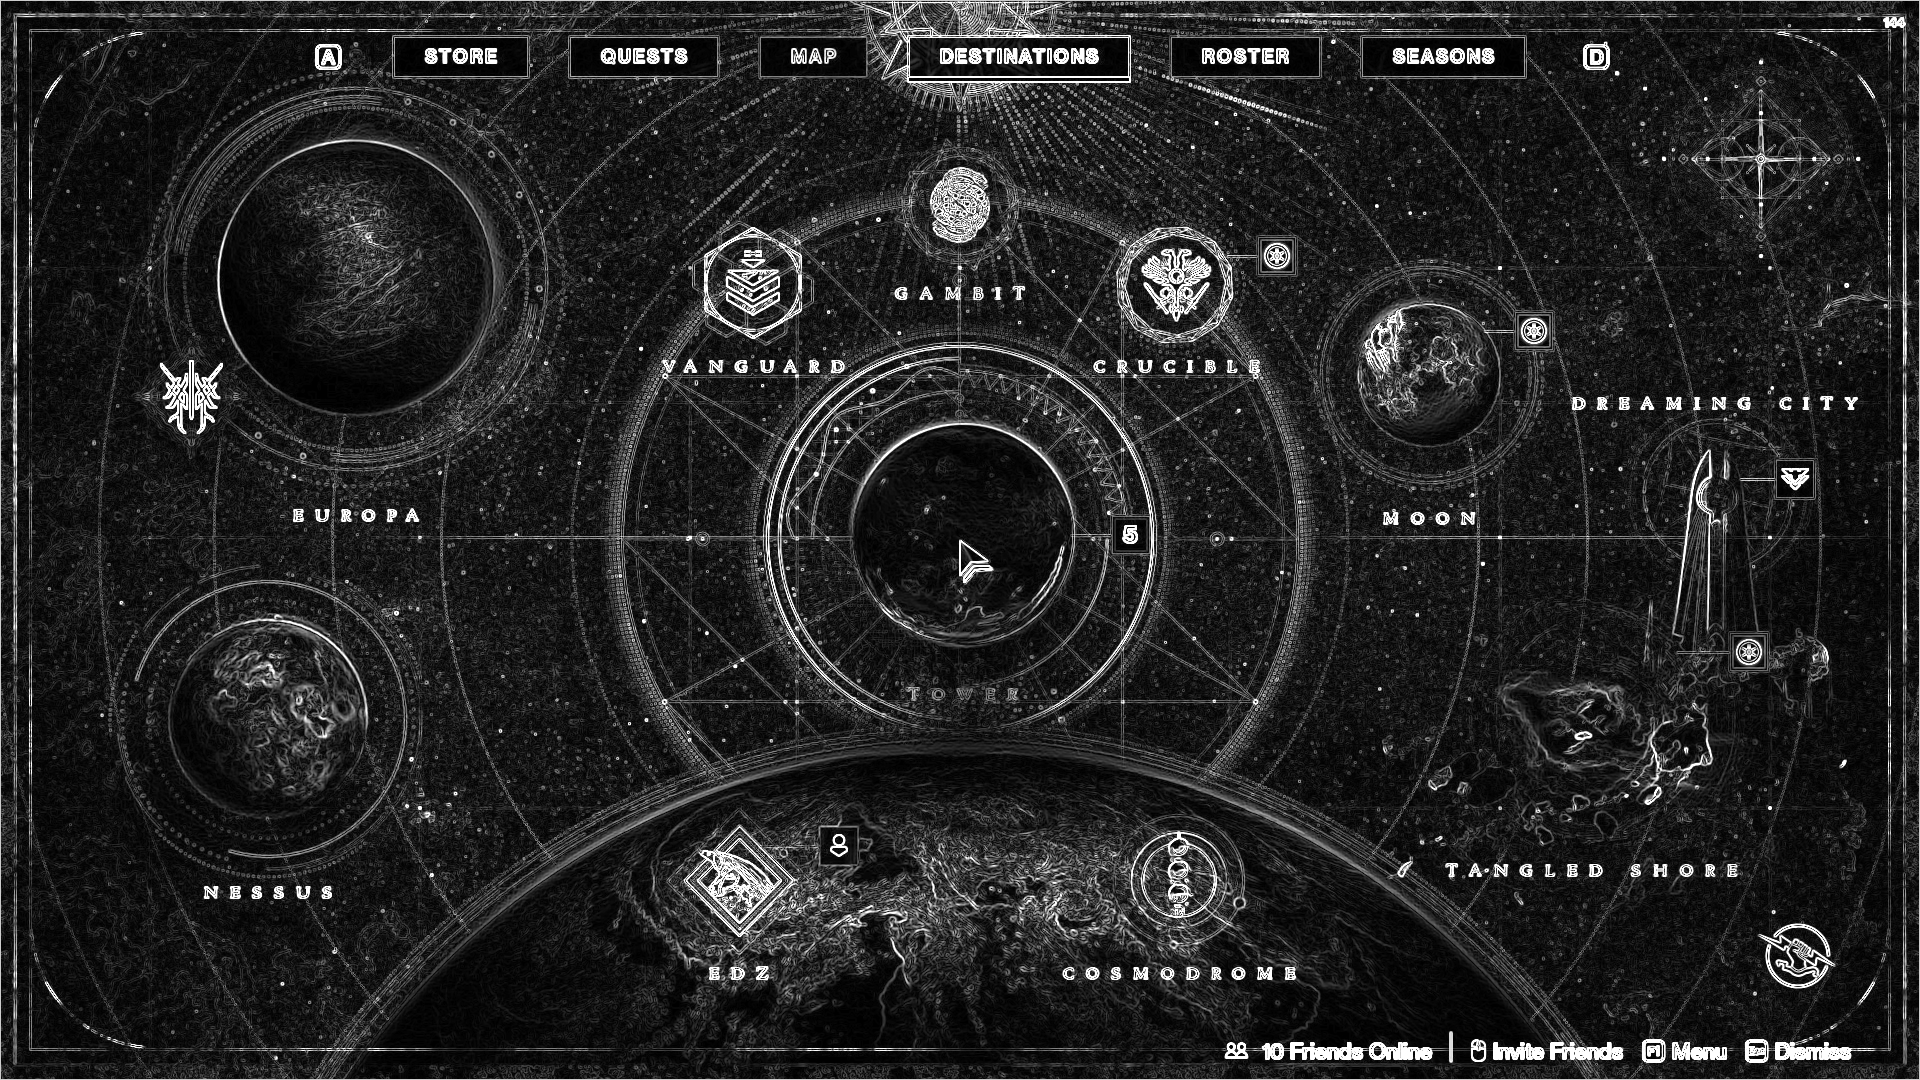 144
A STORE QUESTS MAP DESTINATIONS ROSTER SEASONS D
GAMBIT
VANGUARD
CRUCIBLE
DREAMING CITY
EUROPA
MOON
5
TOWER
TANGLED SHORE
NESSUS
EDZ
COSMODROME
10 Friends Online | Invite Friends F1 Menu Dismiss